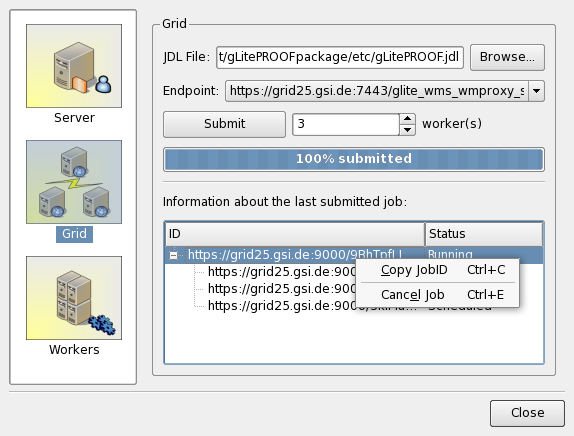 Server
Grid
Workers
Grid
JDL File: t/gLitePROOFpackage/etc/gLitePROOF.jdl Browse...
Endpoint: https://grid25.gsi.de:7443/glite_wms_wmproxy_s
Submit 3 worker(s)
100% submitted
Information about the last submitted job:
ID Status
https://grid25.gsi.de:9000/9BhTpfLL Running
https://grid25.gsi.de:900
https://grid25.gsi.de:900
https://grid25.gsi.de:9000 Scheduled
Copy JobID Ctrl+C
Cancel Job Ctrl+E
Close